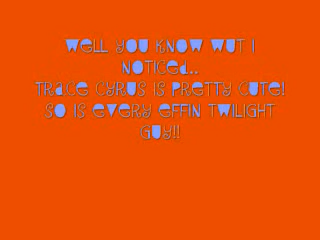 well you know wut I
noticed..
Trace Cyrus is pretty cute!
So is every effin Twilight
guy!!